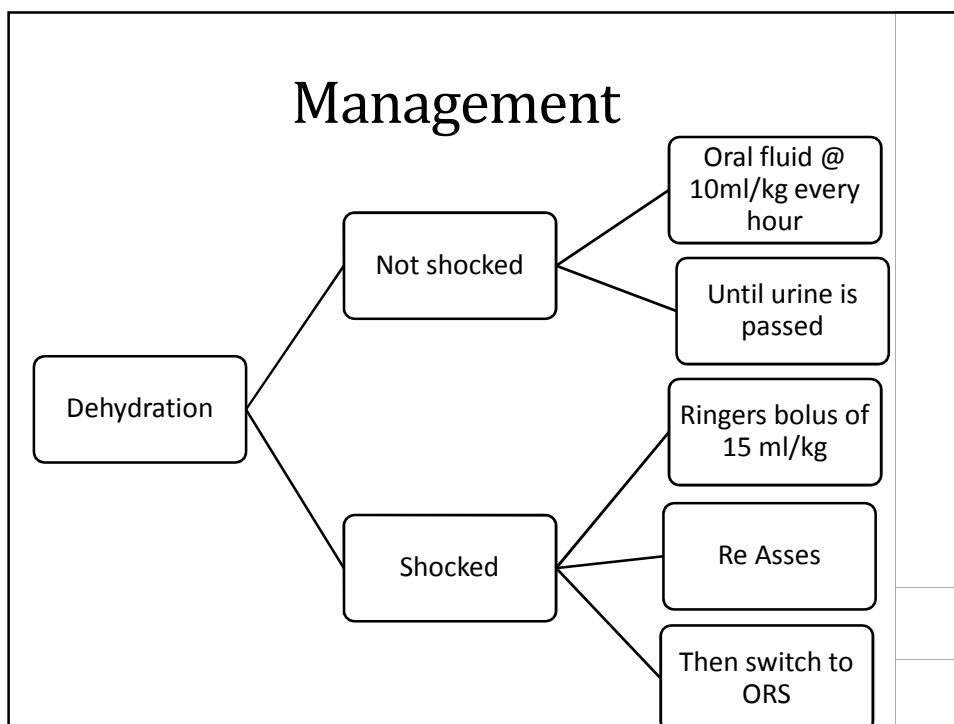 Management
Dehydration
Not shocked
Oral fluid @
10ml/kg every
hour
Until urine is
passed
Shocked
Ringers bolus of
15 ml/kg
Re Asses
Then switch to
ORS